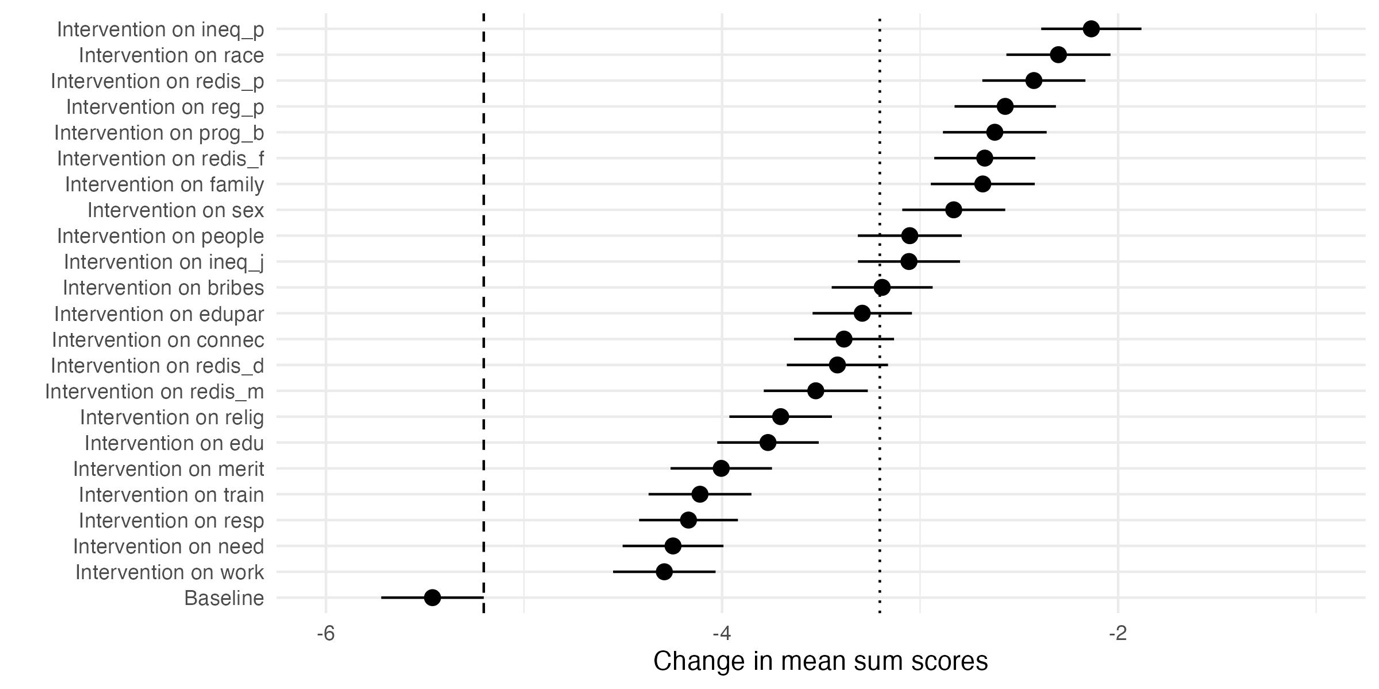 Intervention on ineq_p
Intervention on race
Intervention on redis_p
Intervention on reg_p
Intervention on prog_b
Intervention on redis_f
Intervention on family
Intervention on sex
Intervention on people
Intervention on ineq_j
Intervention on bribes
Intervention on edupar
Intervention on connec
Intervention on redis_d
Intervention on redis_m
Intervention on relig
Intervention on edu
Intervention on merit
Intervention on train
Intervention on resp
Intervention on need
Intervention on work
Baseline
-6 -4 -2
Change in mean sum scores